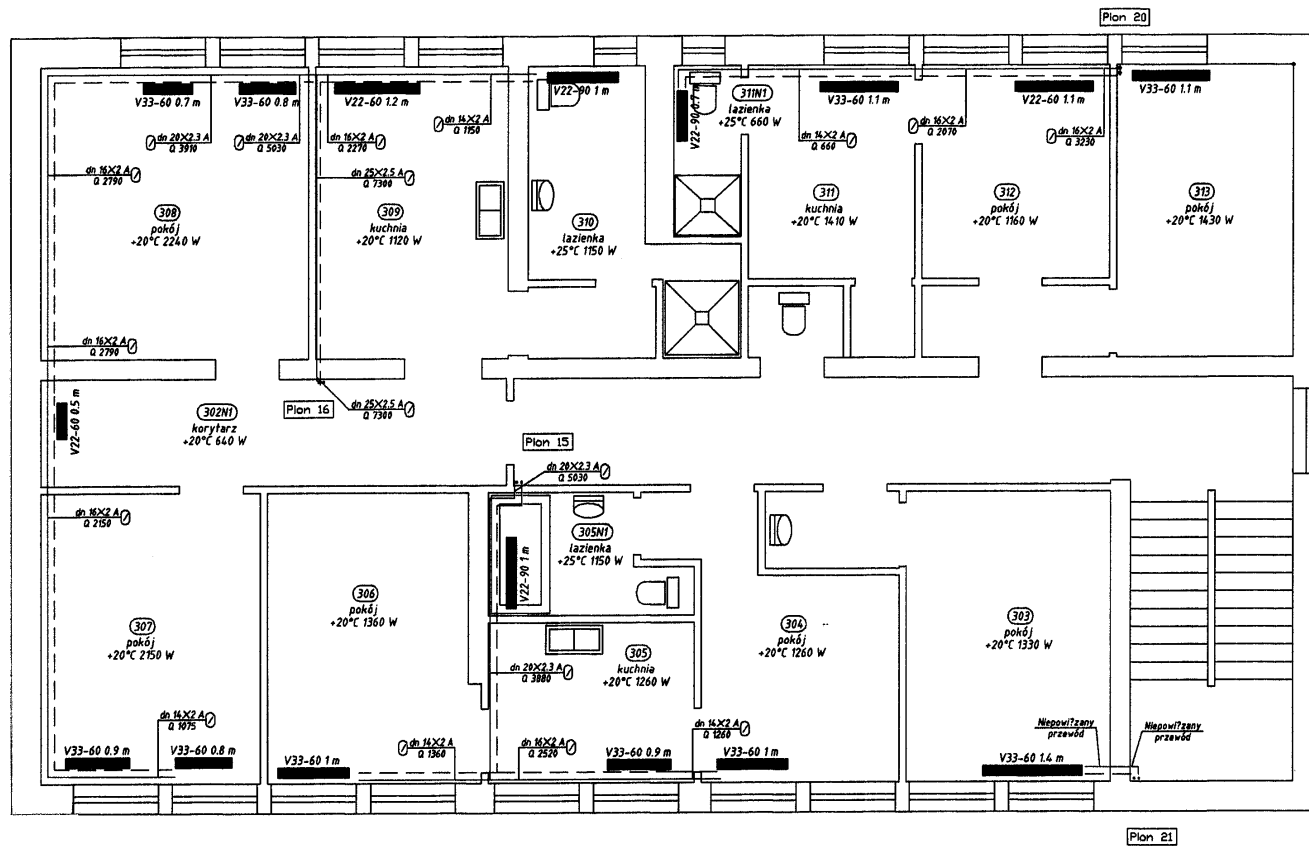 Pion 20
V33-60 0.7 m
V33-60 0.8 m
V22-60 1.2 m
V22-90 1 m
V22-90 0.7 m
311N1
lazienka
+25°C 660 W
V33-60 1.1 m
V22-60 1.1 m
V33-60 1.1 m
dn 20X2.3 A
Q 3910
dn 20X2.3 A
Q 5030
dn 16X2 A
Q 2270
dn 14X2 A
Q 1150
dn 14X2 A
Q 660
dn 16X2 A
Q 2070
dn 16X2 A
Q 3230
dn 16X2 A
Q 2790
dn 25X2.5 A
Q 7300
308
pokój
+20°C 2240 W
309
kuchnia
+20°C 1120 W
310
lazienka
+25°C 1150 W
311
kuchnia
+20°C 1410 W
312
pokój
+20°C 1160 W
313
pokój
+20°C 1430 W
dn 16X2 A
Q 2790
V22-60 0.5 m
302N1
korytarz
+20°C 640 W
Pion 16
dn 25X2.5 A
Q 7300
Pion 15
dn 20X2.3 A
Q 5030
dn 16X2 A
Q 2150
305N1
lazienka
+25°C 1150 W
V22-90 1 m
306
pokój
+20°C 1360 W
307
pokój
+20°C 2150 W
305
kuchnia
+20°C 1260 W
304
pokój
+20°C 1260 W
303
pokój
+20°C 1330 W
dn 20X2.3 A
Q 3880
dn 14X2 A
Q 1075
dn 14X2 A
Q 1360
dn 16X2 A
Q 2520
dn 14X2 A
Q 1260
Niepowi?zany
przewód
Niepowi?zany
przewód
V33-60 0.9 m
V33-60 0.8 m
V33-60 1 m
V33-60 0.9 m
V33-60 1 m
V33-60 1.4 m
Pion 21